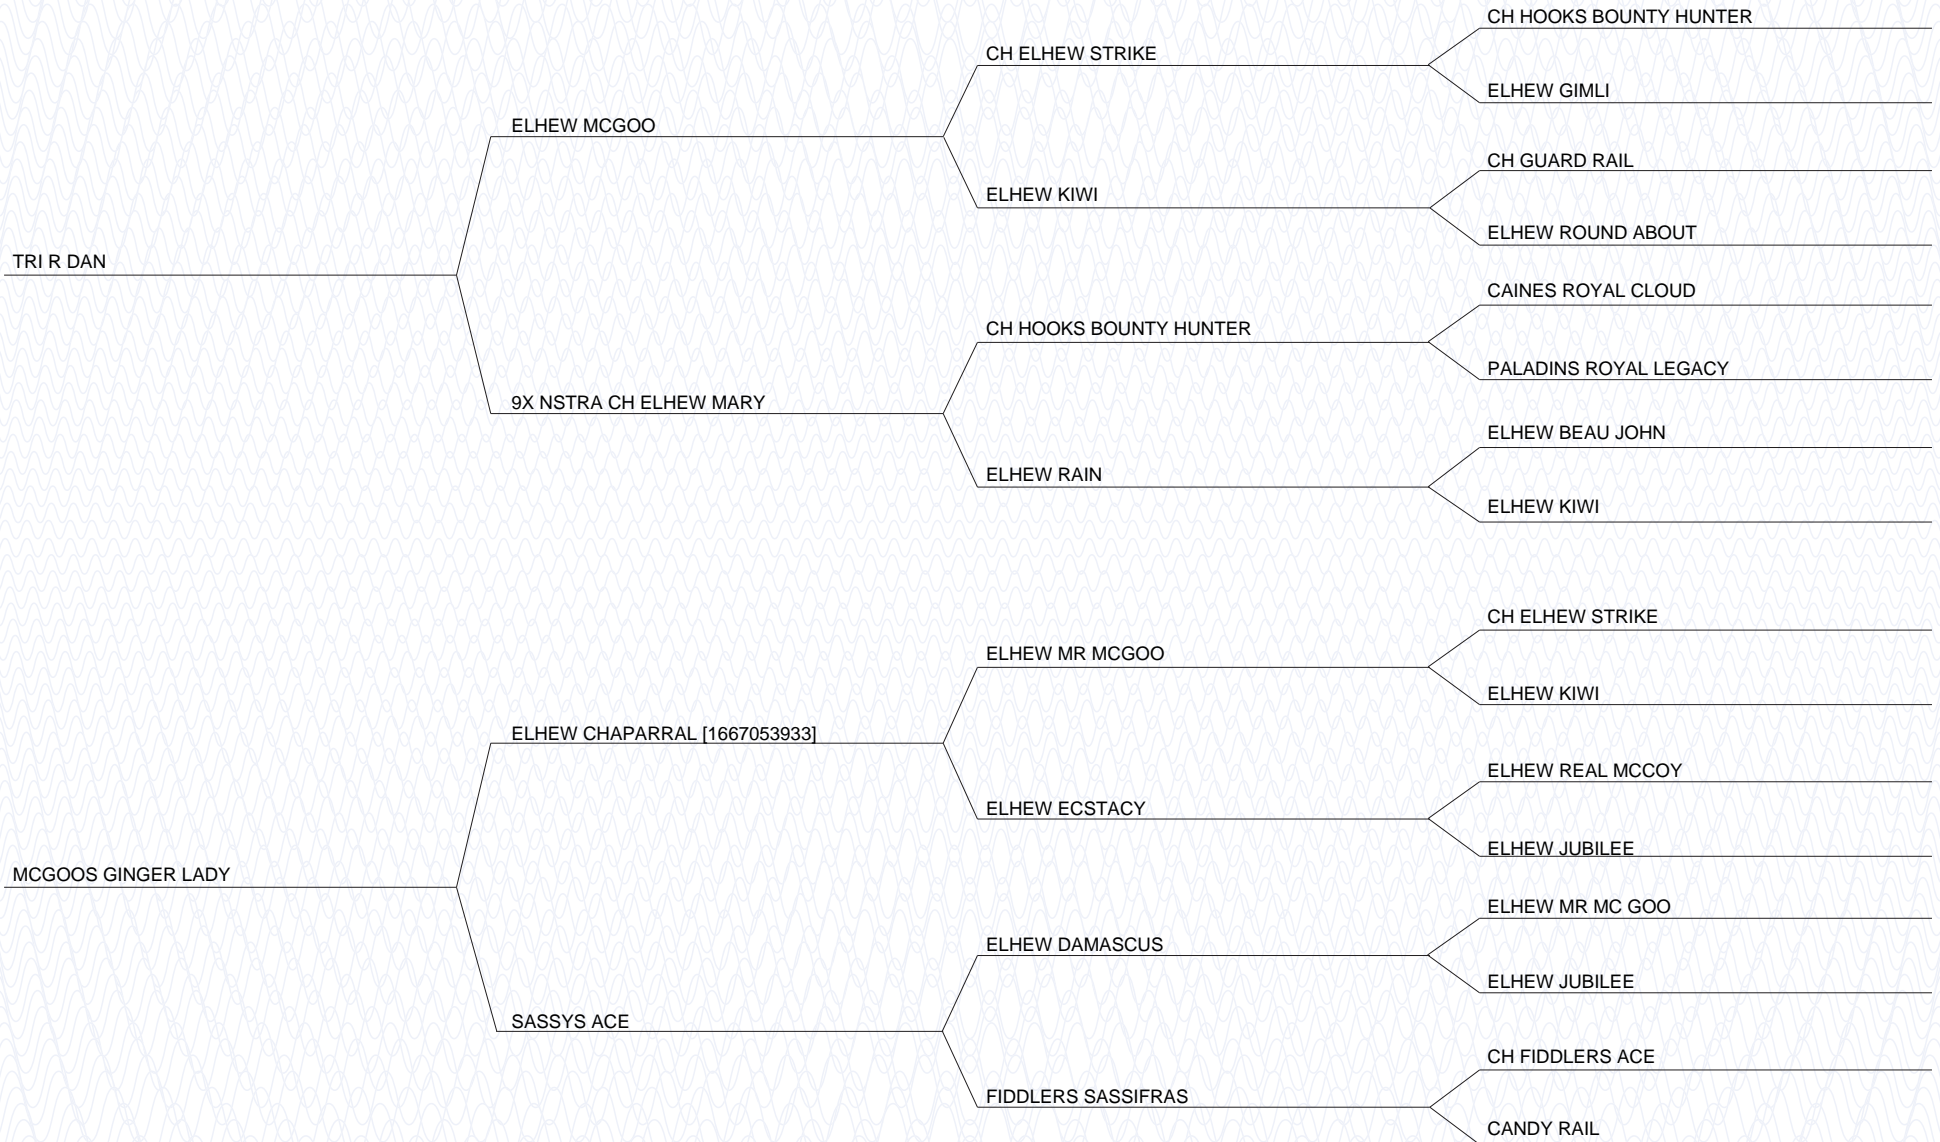 CH HOOKS BOUNTY HUNTER
CH ELHEW STRIKE
ELHEW GIMLI
ELHEW MCGOO
CH GUARD RAIL
ELHEW KIWI
ELHEW ROUND ABOUT
TRI R DAN
CAINES ROYAL CLOUD
CH HOOKS BOUNTY HUNTER
PALADINS ROYAL LEGACY
9X NSTRA CH ELHEW MARY
ELHEW BEAU JOHN
ELHEW RAIN
ELHEW KIWI
CH ELHEW STRIKE
ELHEW MR MCGOO
ELHEW KIWI
ELHEW CHAPARRAL [1667053933]
ELHEW REAL MCCOY
ELHEW ECSTACY
ELHEW JUBILEE
MCGOOS GINGER LADY
ELHEW MR MC GOO
ELHEW DAMASCUS
ELHEW JUBILEE
SASSYS ACE
CH FIDDLERS ACE
FIDDLERS SASSIFRAS
CANDY RAIL